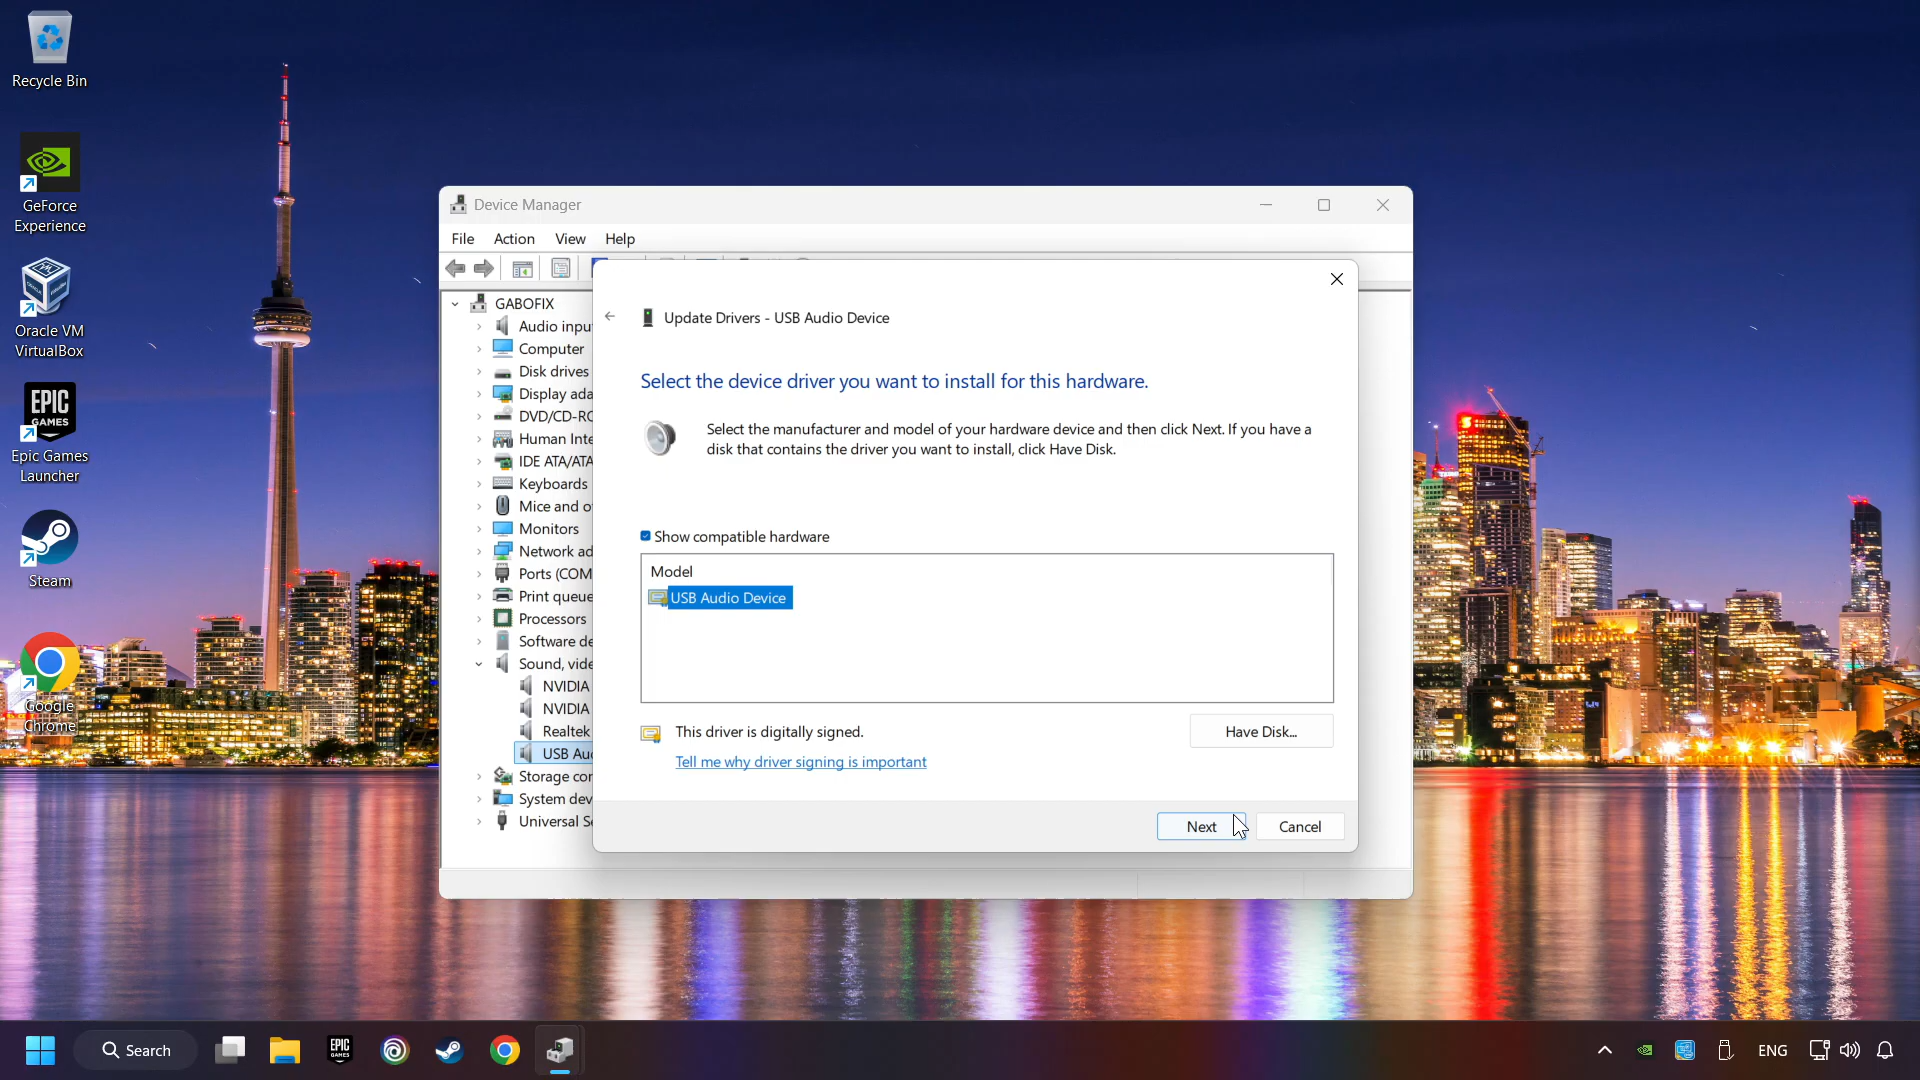 Recycle Bin
GeForce
Experience
Oracle VM
VirtualBox
EPIC
GAMES
Epic Games
Launcher
Steam
Google
Chrome
Device Manager
File Action View Help
GABOFIX
Audio inpu
Computer
Disk drives
Display ada
DVD/CD-RO
Human Inte
IDE ATA/ATA
Keyboards
Mice and o
Monitors
Network ad
Ports (COM
Print queue
Processors
Software de
Sound, vide
NVIDIA
NVIDIA
Realtek
USB Aud
Storage cor
System dev
Universal Se
Update Drivers - USB Audio Device
Select the device driver you want to install for this hardware.
Select the manufacturer and model of your hardware device and then click Next. If you have a
disk that contains the driver you want to install, click Have Disk.
Show compatible hardware
Model
USB Audio Device
This driver is digitally signed.
Have Disk...
Tell me why driver signing is important
Next
Cancel
Search
EPIC
GAMES
ENG